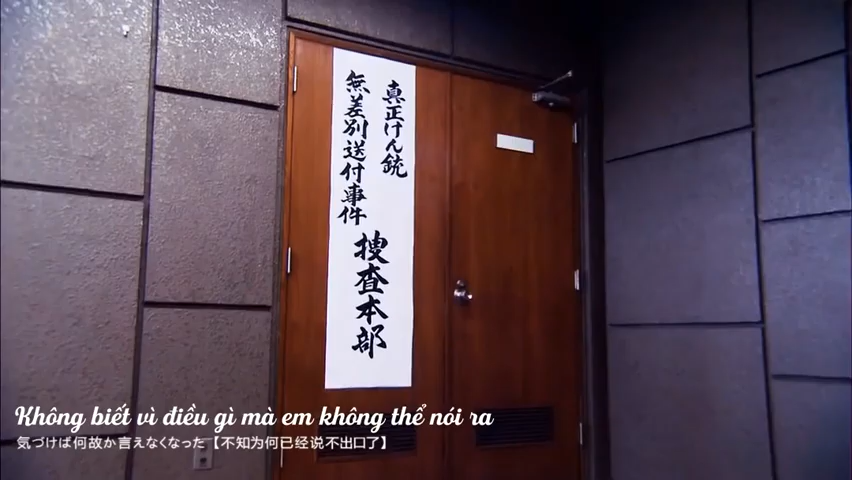 真正けん銃
無差別送付事件
捜査本部
Không biết vì điều gì mà em không thể nói ra
気づけば何故か言えなくなった【不知为何已经说不出口了】